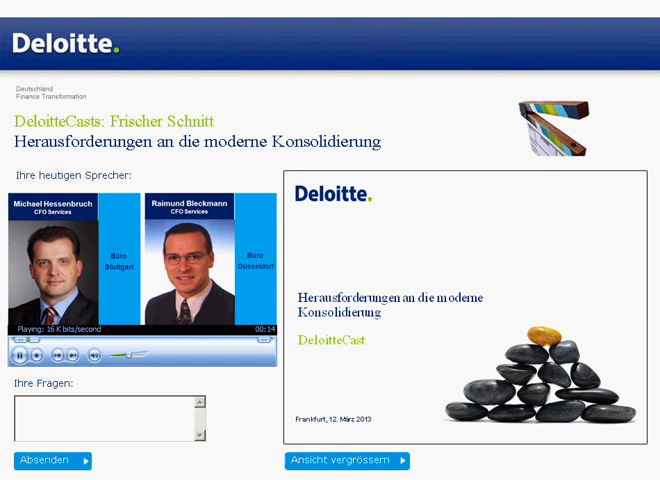 Deloitte.
Deutschland
Finance Transformation
DeloitteCasts: Frischer Schnitt
Herausforderungen an die moderne Konsolidierung
Ihre heutigen Sprecher:
Michael Hessenbruch
CFO Services
Büro
Stuttgart
Raimund Bleckmann
CFO Services
Büro
Düsseldorf
Playing: 16 K bits/second
00:14
Ihre Fragen:
Absenden
Deloitte.
Herausforderungen an die moderne
Konsolidierung
DeloitteCast
Frankfurt, 12. März 2013
Ansicht vergrössern